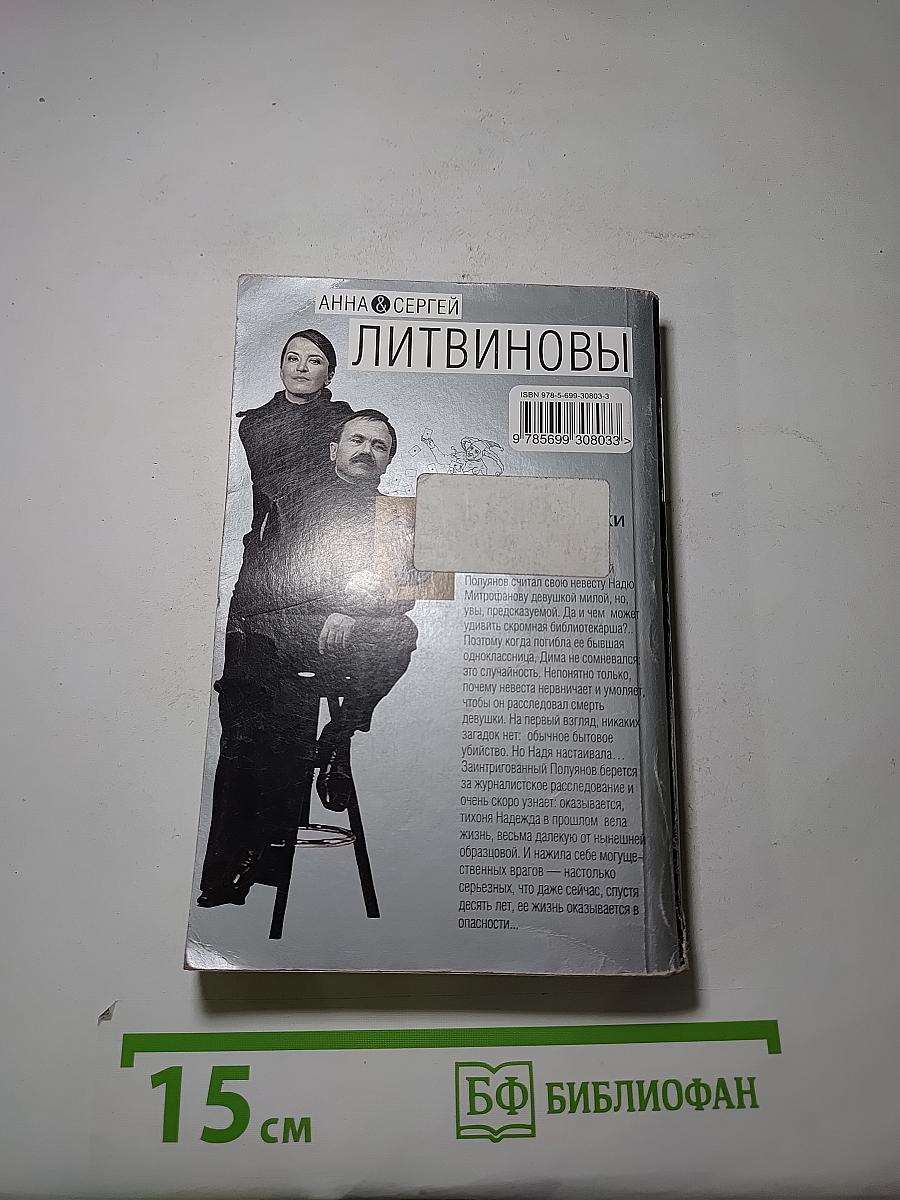 АННА & СЕРГЕЙ
ЛИТВИНОВЫ
ISBN 978-5-699-30803-3
9 785699 308033 >
Полуянов считал свою невесту Надю
Митрофанову девушкой милой, но,
увы, предсказуемой. Да и чем может
удивить скромная библиотекарша?..
Поэтому когда погибла ее бывшая
одноклассница, Дима не сомневался:
это случайность. Непонятно только,
почему невеста нервничает и умоляет,
чтобы он расследовал смерть
девушки. На первый взгляд, никаких
загадок нет: обычное бытовое
убийство. Но Надя настаивала...
Заинтригованный Полуянов берется
за журналистское расследование и
очень скоро узнает: оказывается,
тихоня Надежда в прошлом вела
жизнь, весьма далекую от нынешней
образцовой. И нажила себе могуще-
ственных врагов — настолько
серьезных, что даже сейчас, спустя
десять лет, ее жизнь оказывается в
опасности...
15 см
БФ БИБЛИОФАН